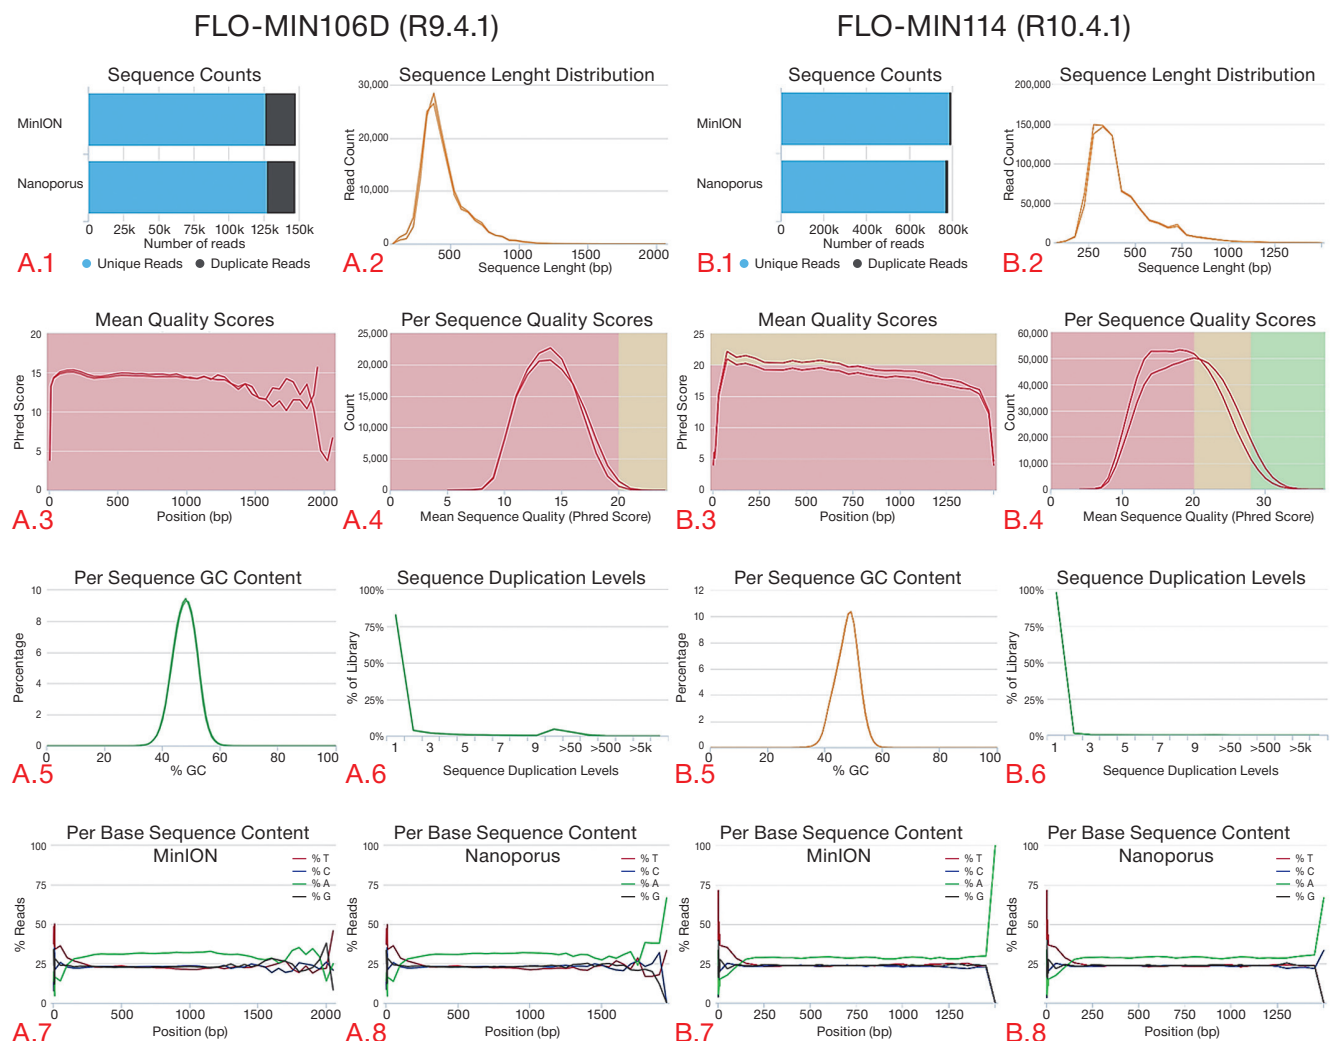 FLO-MIN106D (R9.4.1)
FLO-MIN114 (R10.4.1)
Sequence Counts
MinION
Nanoporus
0 25k 50k 75k 100k 125k 150k
Number of reads
Unique Reads Duplicate Reads
A.1
Sequence Lenght Distribution
Read Count
30,000
20,000
10,000
0
500 1000 1500 2000
Sequence Lenght (bp)
A.2
Sequence Counts
MinION
Nanoporus
0 200k 400k 600k 800k
Number of reads
Unique Reads Duplicate Reads
B.1
Sequence Lenght Distribution
Read Count
200,000
150,000
100,000
50,000
0
250 500 750 1000 1250
Sequence Lenght (bp)
B.2
Mean Quality Scores
Phred Score
20
15
10
5
0
0 500 1000 1500 2000
Position (bp)
A.3
Per Sequence Quality Scores
Count
25,000
20,000
15,000
10,000
5,000
0
0 5 10 15 20
Mean Sequence Quality (Phred Score)
A.4
Mean Quality Scores
Phred Score
25
20
15
10
5
0
0 250 500 750 1000 1250
Position (bp)
B.3
Per Sequence Quality Scores
Count
60,000
50,000
40,000
30,000
20,000
10,000
0
0 10 20 30
Mean Sequence Quality (Phred Score)
B.4
Per Sequence GC Content
Percentage
10
8
6
4
2
0
0 20 40 60 80 100
% GC
A.5
Sequence Duplication Levels
% of Library
100%
75%
50%
25%
0%
1 3 5 7 9 >50 >500 >5k
Sequence Duplication Levels
A.6
Per Sequence GC Content
Percentage
12
10
8
6
4
2
0
0 20 40 60 80 100
% GC
B.5
Sequence Duplication Levels
% of Library
100%
75%
50%
25%
0%
1 3 5 7 9 >50 >500 >5k
Sequence Duplication Levels
B.6
Per Base Sequence Content
MinION
% T
% C
% A
% G
% Reads
100
75
50
25
0
0 500 1000 1500 2000
Position (bp)
A.7
Per Base Sequence Content
Nanoporus
% T
% C
% A
% G
% Reads
100
75
50
25
0
0 500 1000 1500
Position (bp)
A.8
Per Base Sequence Content
MinION
% T
% C
% A
% G
% Reads
100
75
50
25
0
0 250 500 750 1000 1250
Position (bp)
B.7
Per Base Sequence Content
Nanoporus
% T
% C
% A
% G
% Reads
100
75
50
25
0
0 250 500 750 1000 1250
Position (bp)
B.8